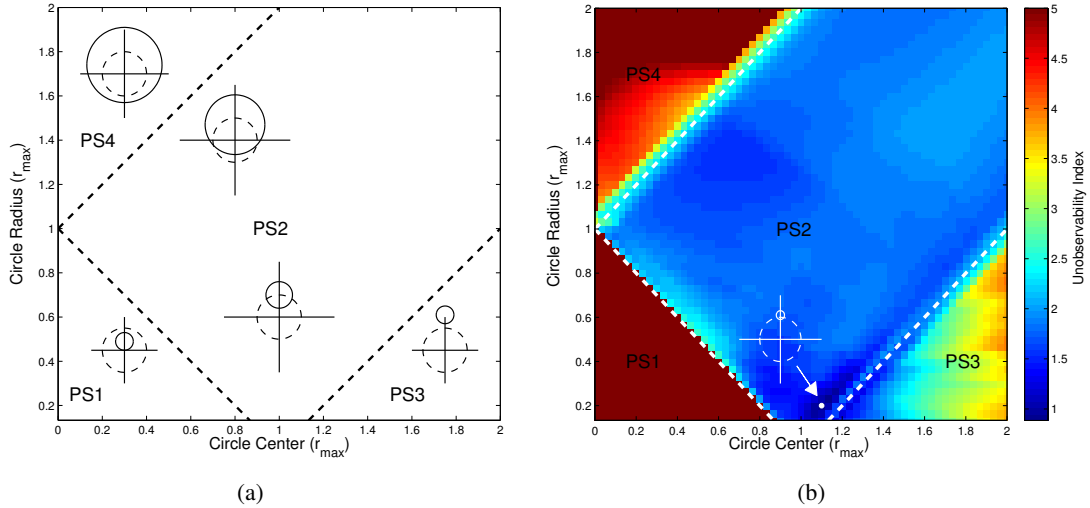 2
1.8
1.6
1.4
1.2
1
0.8
0.6
0.4
0.2
0 0.2 0.4 0.6 0.8 1 1.2 1.4 1.6 1.8 2
Circle Radius (r_max)
Circle Center (r_max)
PS4
PS2
PS1
PS3
(a)
2
1.8
1.6
1.4
1.2
1
0.8
0.6
0.4
0.2
0 0.2 0.4 0.6 0.8 1 1.2 1.4 1.6 1.8 2
Circle Radius (r_max)
Circle Center (r_max)
PS4
PS2
PS1
PS3
5
4.5
4
3.5
3
2.5
2
1.5
1
Unobservability Index
(b)